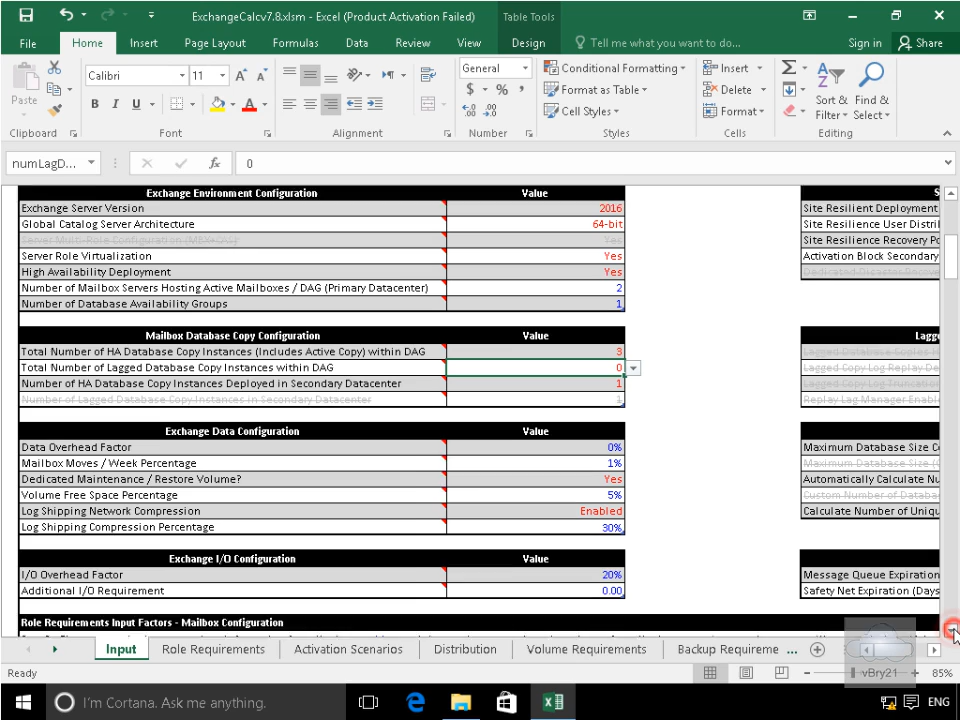 ExchangeCalcv7.8.xlsm - Excel (Product Activation Failed)
Table Tools
File
Home
Insert
Page Layout
Formulas
Data
Review
View
Design
Tell me what you want to do...
Sign in
Share
Paste
Calibri
11
General
Conditional Formatting
Format as Table
Cell Styles
Insert
Delete
Format
Sort & Filter
Find & Select
Clipboard
Font
Alignment
Number
Styles
Cells
Editing
numLagD...
fx
0
Exchange Environment Configuration Value
Exchange Server Version 2016
Site Resilient Deployment
Global Catalog Server Architecture 64-bit
Server Multi-Role Configuration (MBX+CAS) Yes
Site Resilience Recovery
Server Role Virtualization Yes
Activation Block Secondary
High Availability Deployment Yes
Number of Mailbox Servers Hosting Active Mailboxes / DAG (Primary Datacenter) 2
Number of Database Availability Groups 1
Mailbox Database Copy Configuration Value
Lagg
Total Number of HA Database Copy Instances (Includes Active Copy) within DAG 3
Total Number of Lagged Database Copy Instances within DAG 0
Number of HA Database Copy Instances Deployed in Secondary Datacenter 1
Number of Lagged Database Copy Instances in Secondary Datacenter 1
Exchange Data Configuration Value
Data Overhead Factor 0%
Maximum Database Size
Mailbox Moves / Week Percentage 1%
Dedicated Maintenance / Restore Volume? Yes
Automatically Calculate Nu
Volume Free Space Percentage 5%
Log Shipping Network Compression Enabled
Calculate Number of Uniqu
Log Shipping Compression Percentage 30%
Exchange I/O Configuration Value
I/O Overhead Factor 20%
Message Queue Expiration
Additional I/O Requirement 0.00
Safety Net Expiration (Days
Role Requirements Input Factors - Mailbox Configuration
Input
Role Requirements
Activation Scenarios
Distribution
Volume Requirements
Backup Requireme ...
Ready
vBry21
85%
I'm Cortana. Ask me anything.
ENG